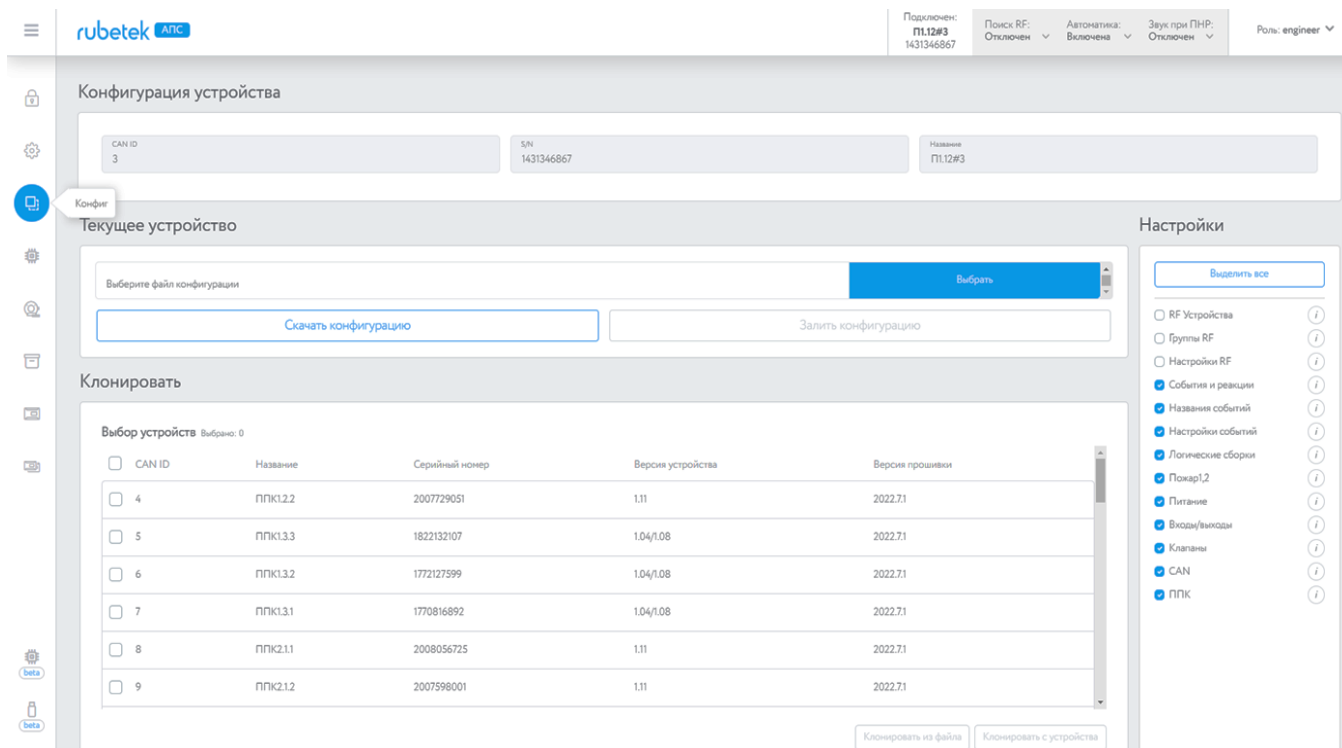 rubetek АПС
Подключен:
П1.12#3
1431346867
Поиск RF:
Отключен
Автоматика:
Включена
Звук при ПНР:
Отключен
Роль: engineer
Конфигурация устройства
CAN ID
3
S/N
1431346867
Название
П1.12#3
Конфиг
Текущее устройство
Выберите файл конфигурации
Выбрать
Скачать конфигурацию
Залить конфигурацию
Клонировать
Выбор устройств Выбрано: 0
CAN ID Название Серийный номер Версия устройства Версия прошивки
4 ППК1.2.2 2007729051 1.11 2022.7.1
5 ППК1.3.3 1822132107 1.04/1.08 2022.7.1
6 ППК1.3.2 1772127599 1.04/1.08 2022.7.1
7 ППК1.3.1 1770816892 1.04/1.08 2022.7.1
8 ППК2.1.1 2008056725 1.11 2022.7.1
9 ППК2.1.2 2007598001 1.11 2022.7.1
Клонировать из файла
Клонировать с устройства
Настройки
Выделить все
RF Устройства
Группы RF
Настройки RF
События и реакции
Названия событий
Настройки событий
Логические сборки
Пожар1,2
Питание
Входы/выходы
Клапаны
CAN
ППК
beta
beta